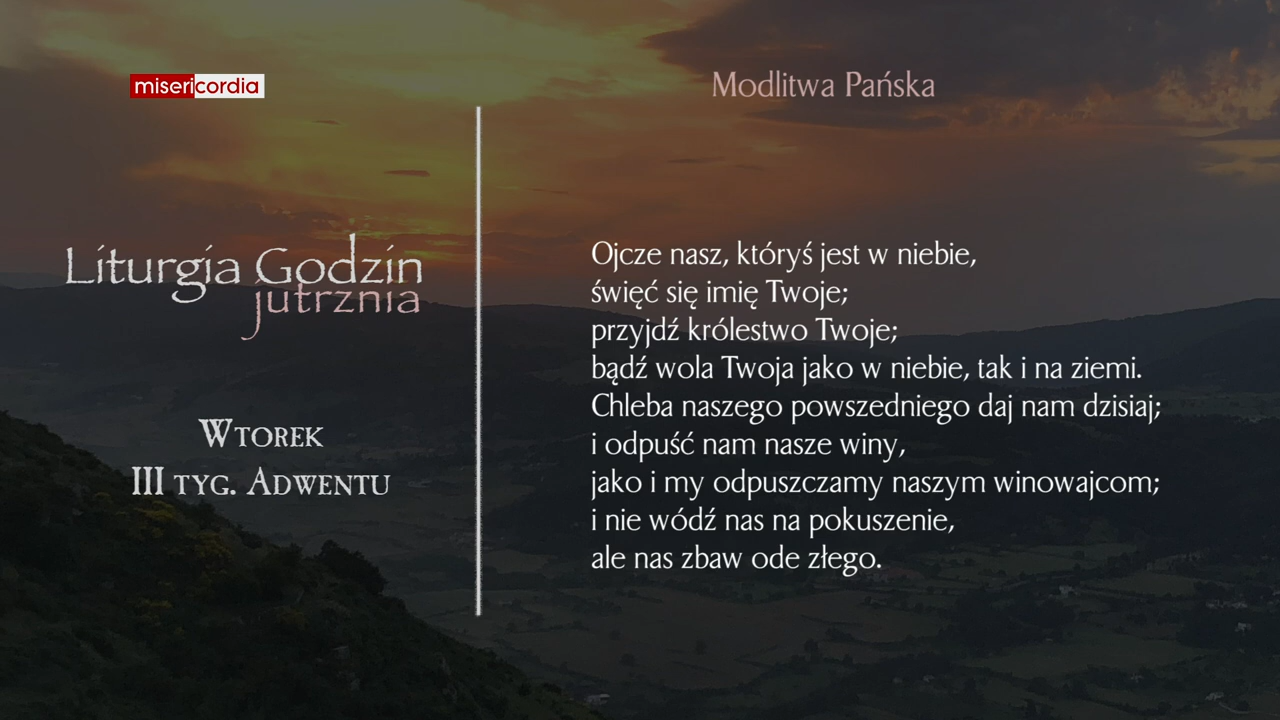 misericordia
Liturgia Godzin
jutrznia
Wtorek
III tyg. Adwentu
Modlitwa Pańska
Ojcze nasz, któryś jest w niebie,
święć się imię Twoje;
przyjdź królestwo Twoje;
bądź wola Twoja jako w niebie, tak i na ziemi.
Chleba naszego powszedniego daj nam dzisiaj;
i odpuść nam nasze winy,
jako i my odpuszczamy naszym winowajcom;
i nie wódź nas na pokuszenie,
ale nas zbaw ode złego.